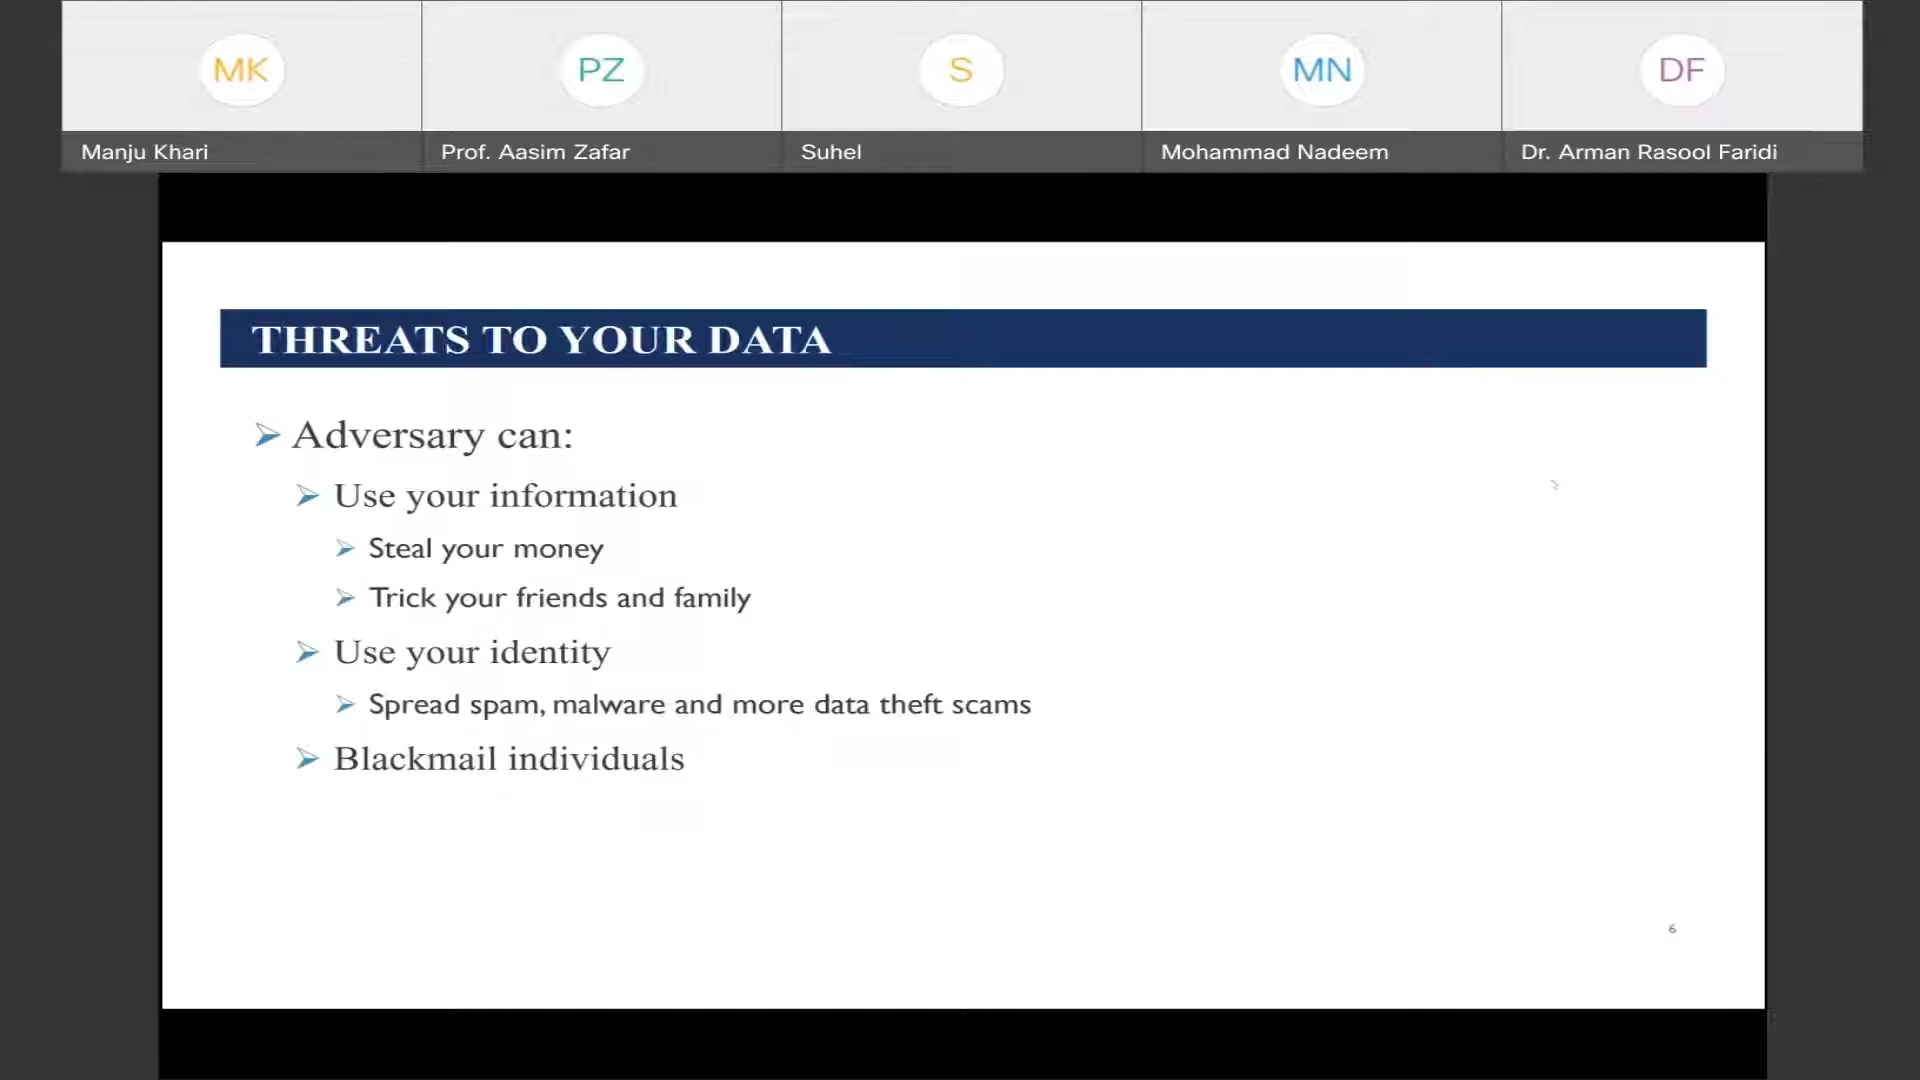 MK
PZ
S
MN
DF
Manju Khari
Prof. Aasim Zafar
Suhel
Mohammad Nadeem
Dr. Arman Rasool Faridi
THREATS TO YOUR DATA
Adversary can:
Use your information
Steal your money
Trick your friends and family
Use your identity
Spread spam, malware and more data theft scams
Blackmail individuals
6